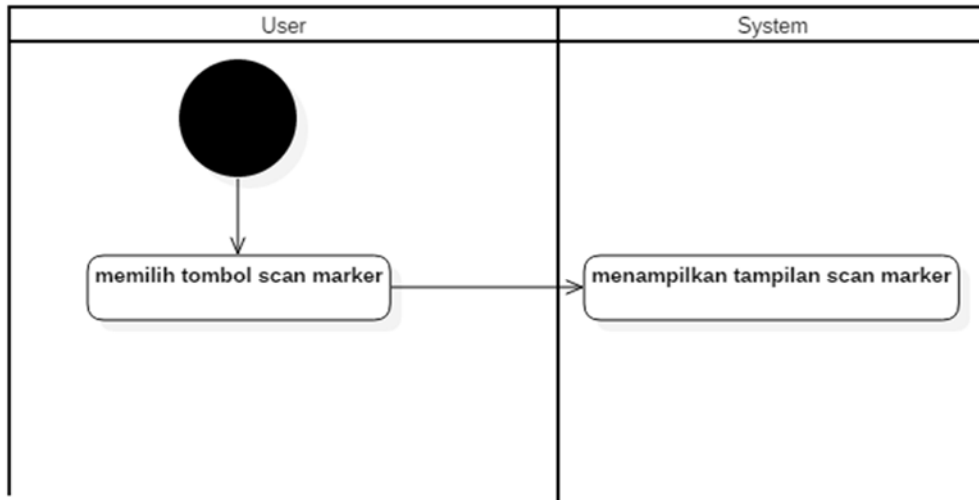 User
System
memilih tombol scan marker
menampilkan tampilan scan marker